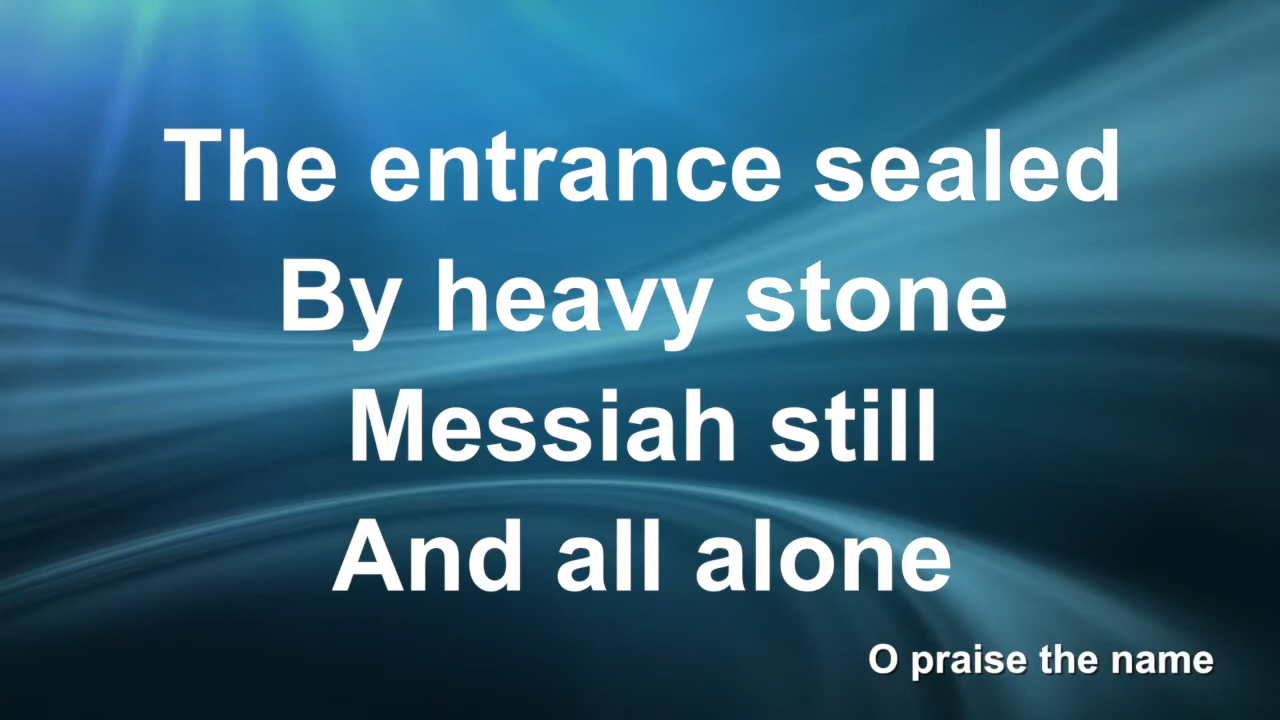 The entrance sealed
By heavy stone
Messiah still
And all alone
O praise the name